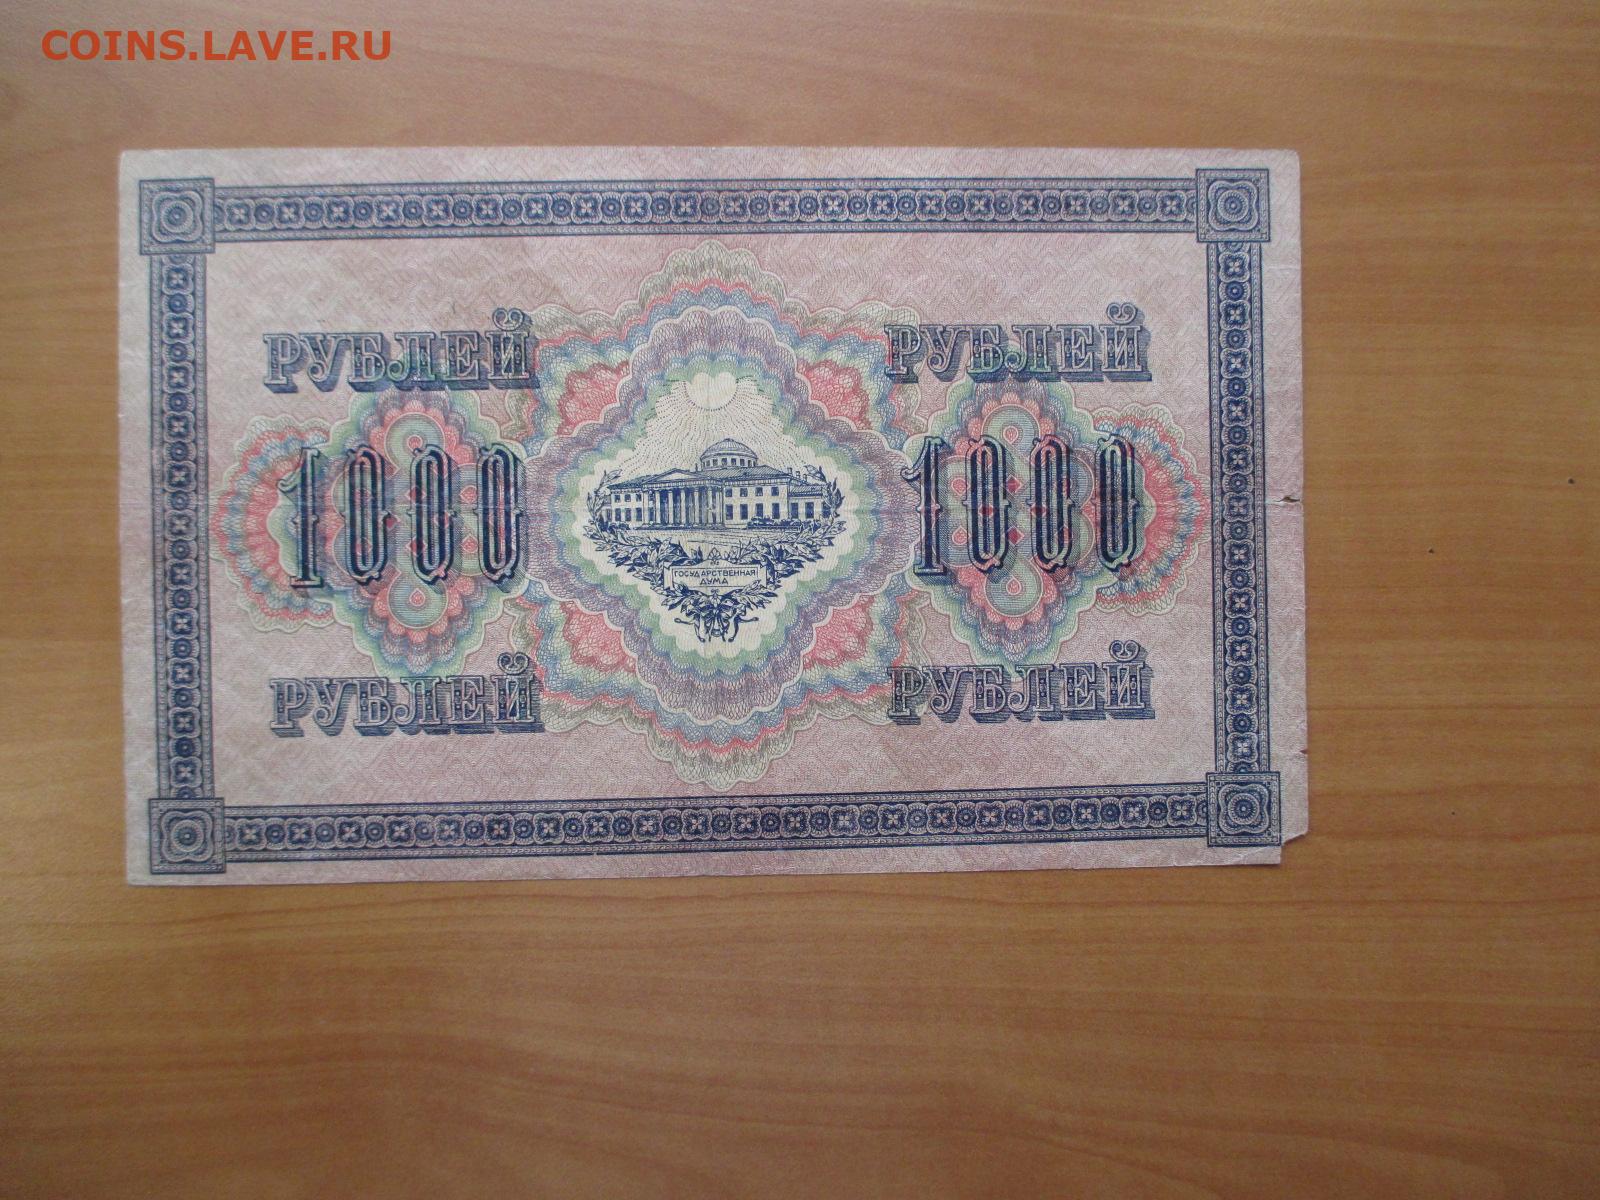 COINS.LAVE.RU
РУБЛЕЙ РУБЛЕЙ
1000 1000
ГОСУДАРСТВЕННАЯ
ДУМА
РУБЛЕЙ РУБЛЕЙ